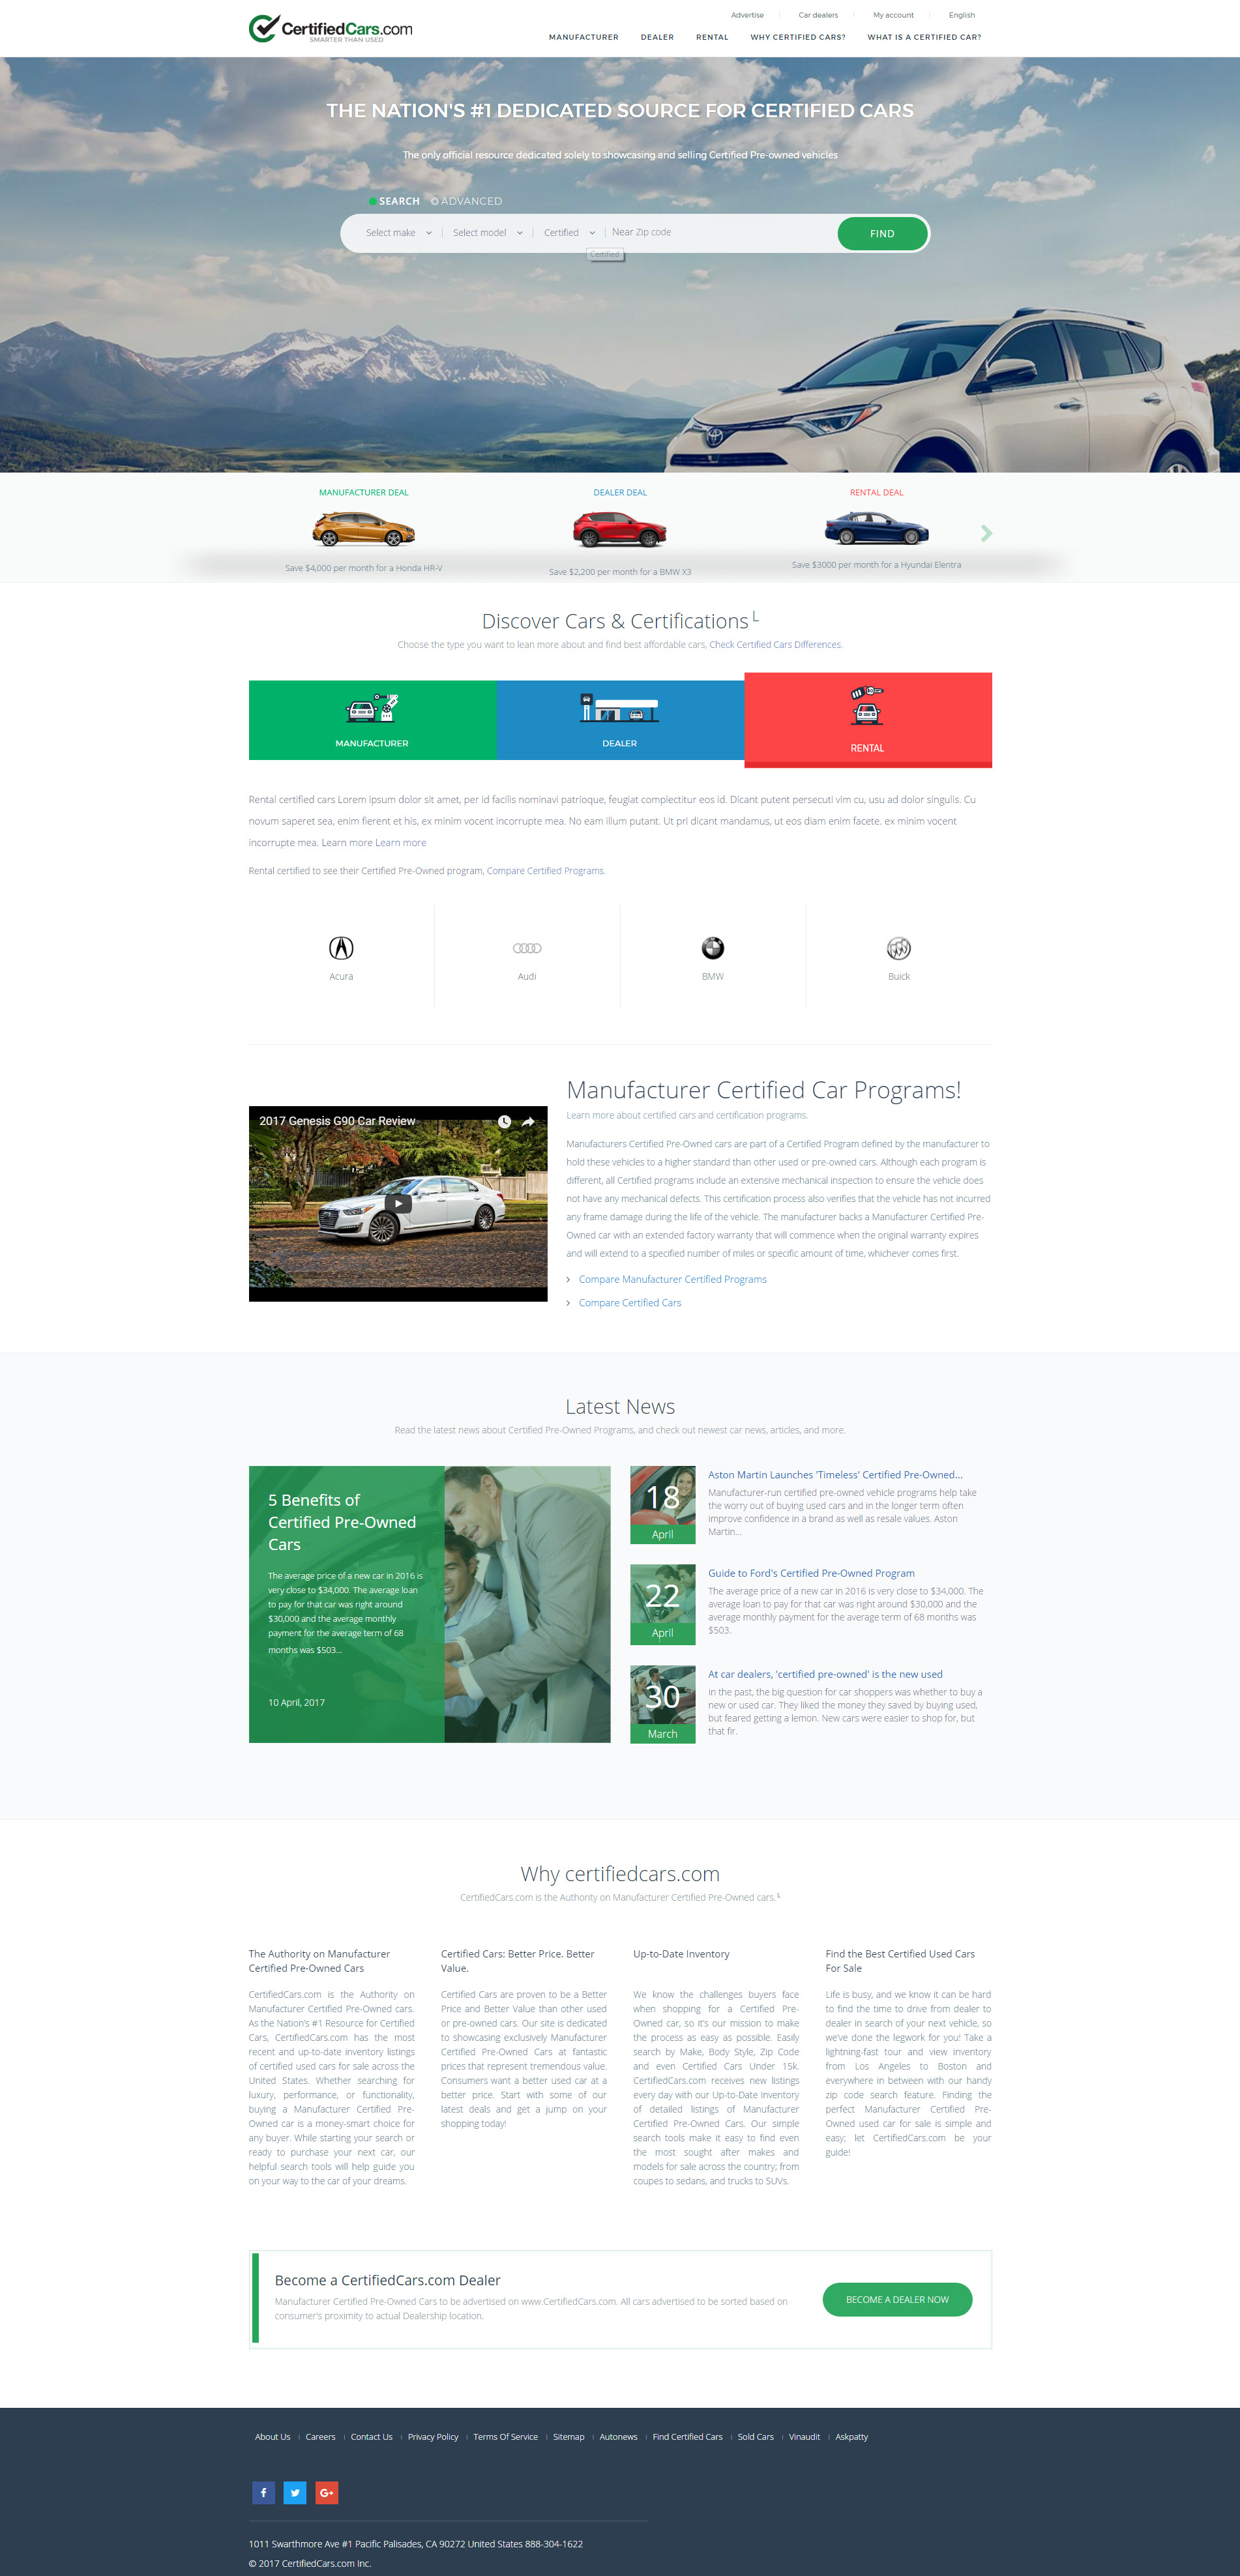 CertifiedCars.com
SMARTER THAN USED
Advertise
Car dealers
My account
English
MANUFACTURER
DEALER
RENTAL
WHY CERTIFIED CARS?
WHAT IS A CERTIFIED CAR?
THE NATION'S #1 DEDICATED SOURCE FOR CERTIFIED CARS
The only official resource dedicated solely to showcasing and selling Certified Pre-owned vehicles
SEARCH
ADVANCED
Select make
Select model
Certified
Near Zip code
FIND
Certified
MANUFACTURER DEAL
Save $4,000 per month for a Honda HR-V
DEALER DEAL
Save $2,200 per month for a BMW X3
RENTAL DEAL
Save $3000 per month for a Hyundai Elentra
Discover Cars & Certifications L
Choose the type you want to lean more about and find best affordable cars, Check Certified Cars Differences.
MANUFACTURER
DEALER
RENTAL
Rental certified cars Lorem ipsum dolor sit amet, per id facilis nominavi patrioque, feugiat complectitur eos id. Dicant putent persecuti vim cu, usu ad dolor singulis. Cu
novum saperet sea, enim fierent et his, ex minim vocent incorrupte mea. No eam illum putant. Ut pri dicant mandamus, ut eos diam enim facete. ex minim vocent
incorrupte mea. Learn more Learn more
Rental certified to see their Certified Pre-Owned program, Compare Certified Programs.
Acura
Audi
BMW
Buick
2017 Genesis G90 Car Review
Manufacturer Certified Car Programs!
Learn more about certified cars and certification programs.
Manufacturers Certified Pre-Owned cars are part of a Certified Program defined by the manufacturer to
hold these vehicles to a higher standard than other used or pre-owned cars. Although each program is
different, all Certified programs include an extensive mechanical inspection to ensure the vehicle does
not have any mechanical defects. This certification process also verifies that the vehicle has not incurred
any frame damage during the life of the vehicle. The manufacturer backs a Manufacturer Certified Pre-
Owned car with an extended factory warranty that will commence when the original warranty expires
and will extend to a specified number of miles or specific amount of time, whichever comes first.
Compare Manufacturer Certified Programs
Compare Certified Cars
Latest News
Read the latest news about Certified Pre-Owned Programs, and check out newest car news, articles, and more.
5 Benefits of
Certified Pre-Owned
Cars
The average price of a new car in 2016 is
very close to $34,000. The average loan
to pay for that car was right around
$30,000 and the average monthly
payment for the average term of 68
months was $503...
10 April, 2017
18
April
Aston Martin Launches 'Timeless' Certified Pre-Owned...
Manufacturer-run certified pre-owned vehicle programs help take
the worry out of buying used cars and in the longer term often
improve confidence in a brand as well as resale values. Aston
Martin...
22
April
Guide to Ford's Certified Pre-Owned Program
The average price of a new car in 2016 is very close to $34,000. The
average loan to pay for that car was right around $30,000 and the
average monthly payment for the average term of 68 months was
$503.
30
March
At car dealers, 'certified pre-owned' is the new used
In the past, the big question for car shoppers was whether to buy a
new or used car. They liked the money they saved by buying used,
but feared getting a lemon. New cars were easier to shop for, but
that fir.
Why certifiedcars.com
CertifiedCars.com is the Authority on Manufacturer Certified Pre-Owned cars. L
The Authority on Manufacturer
Certified Pre-Owned Cars
CertifiedCars.com is the Authority on
Manufacturer Certified Pre-Owned cars.
As the Nation's #1 Resource for Certified
Cars, CertifiedCars.com has the most
recent and up-to-date inventory listings
of certified used cars for sale across the
United States. Whether searching for
luxury, performance, or functionality,
buying a Manufacturer Certified Pre-
Owned car is a money-smart choice for
any buyer. While starting your search or
ready to purchase your next car, our
helpful search tools will help guide you
on your way to the car of your dreams.
Certified Cars: Better Price. Better
Value.
Certified Cars are proven to be a Better
Price and Better Value than other used
or pre-owned cars. Our site is dedicated
to showcasing exclusively Manufacturer
Certified Pre-Owned Cars at fantastic
prices that represent tremendous value.
Consumers want a better used car at a
better price. Start with some of our
latest deals and get a jump on your
shopping today!
Up-to-Date Inventory
We know the challenges buyers face
when shopping for a Certified Pre-
Owned car, so it's our mission to make
the process as easy as possible. Easily
search by Make, Body Style, Zip Code
and even Certified Cars Under 15k.
CertifiedCars.com receives new listings
every day with our Up-to-Date Inventory
of detailed listings of Manufacturer
Certified Pre-Owned Cars. Our simple
search tools make it easy to find even
the most sought after makes and
models for sale across the country; from
coupes to sedans, and trucks to SUVs.
Find the Best Certified Used Cars
For Sale
Life is busy, and we know it can be hard
to find the time to drive from dealer to
dealer in search of your next vehicle, so
we've done the legwork for you! Take a
lightning-fast tour and view inventory
from Los Angeles to Boston and
everywhere in between with our handy
zip code search feature. Finding the
perfect Manufacturer Certified Pre-
Owned used car for sale is simple and
easy; let CertifiedCars.com be your
guide!
Become a CertifiedCars.com Dealer
Manufacturer Certified Pre-Owned Cars to be advertised on www.CertifiedCars.com. All cars advertised to be sorted based on
consumer's proximity to actual Dealership location.
BECOME A DEALER NOW
About Us
Careers
Contact Us
Privacy Policy
Terms Of Service
Sitemap
Autonews
Find Certified Cars
Sold Cars
Vinaudit
Askpatty
1011 Swarthmore Ave #1 Pacific Palisades, CA 90272 United States 888-304-1622
© 2017 CertifiedCars.com Inc.